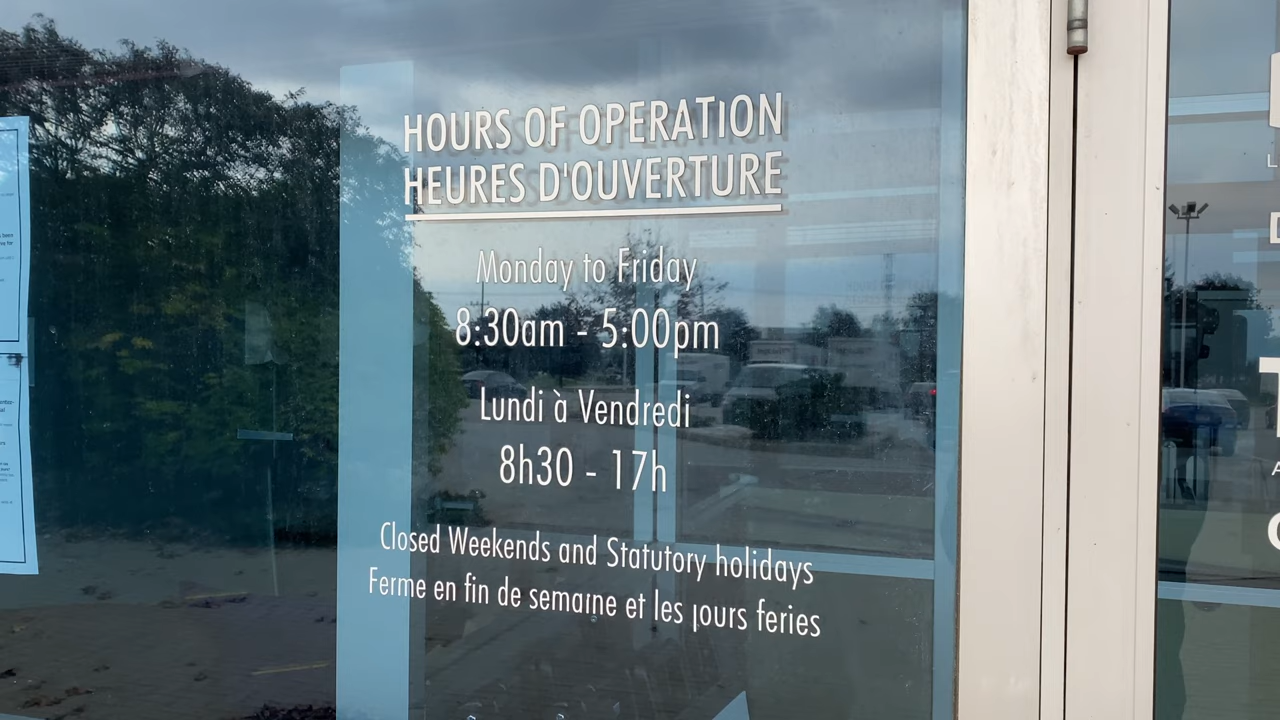 HOURS OF OPERATION
HEURES D'OUVERTURE
Monday to Friday
8:30am - 5:00pm
Lundi à Vendredi
8h30 - 17h
Closed Weekends and Statutory holidays
Ferme en fin de semaine et les jours feries